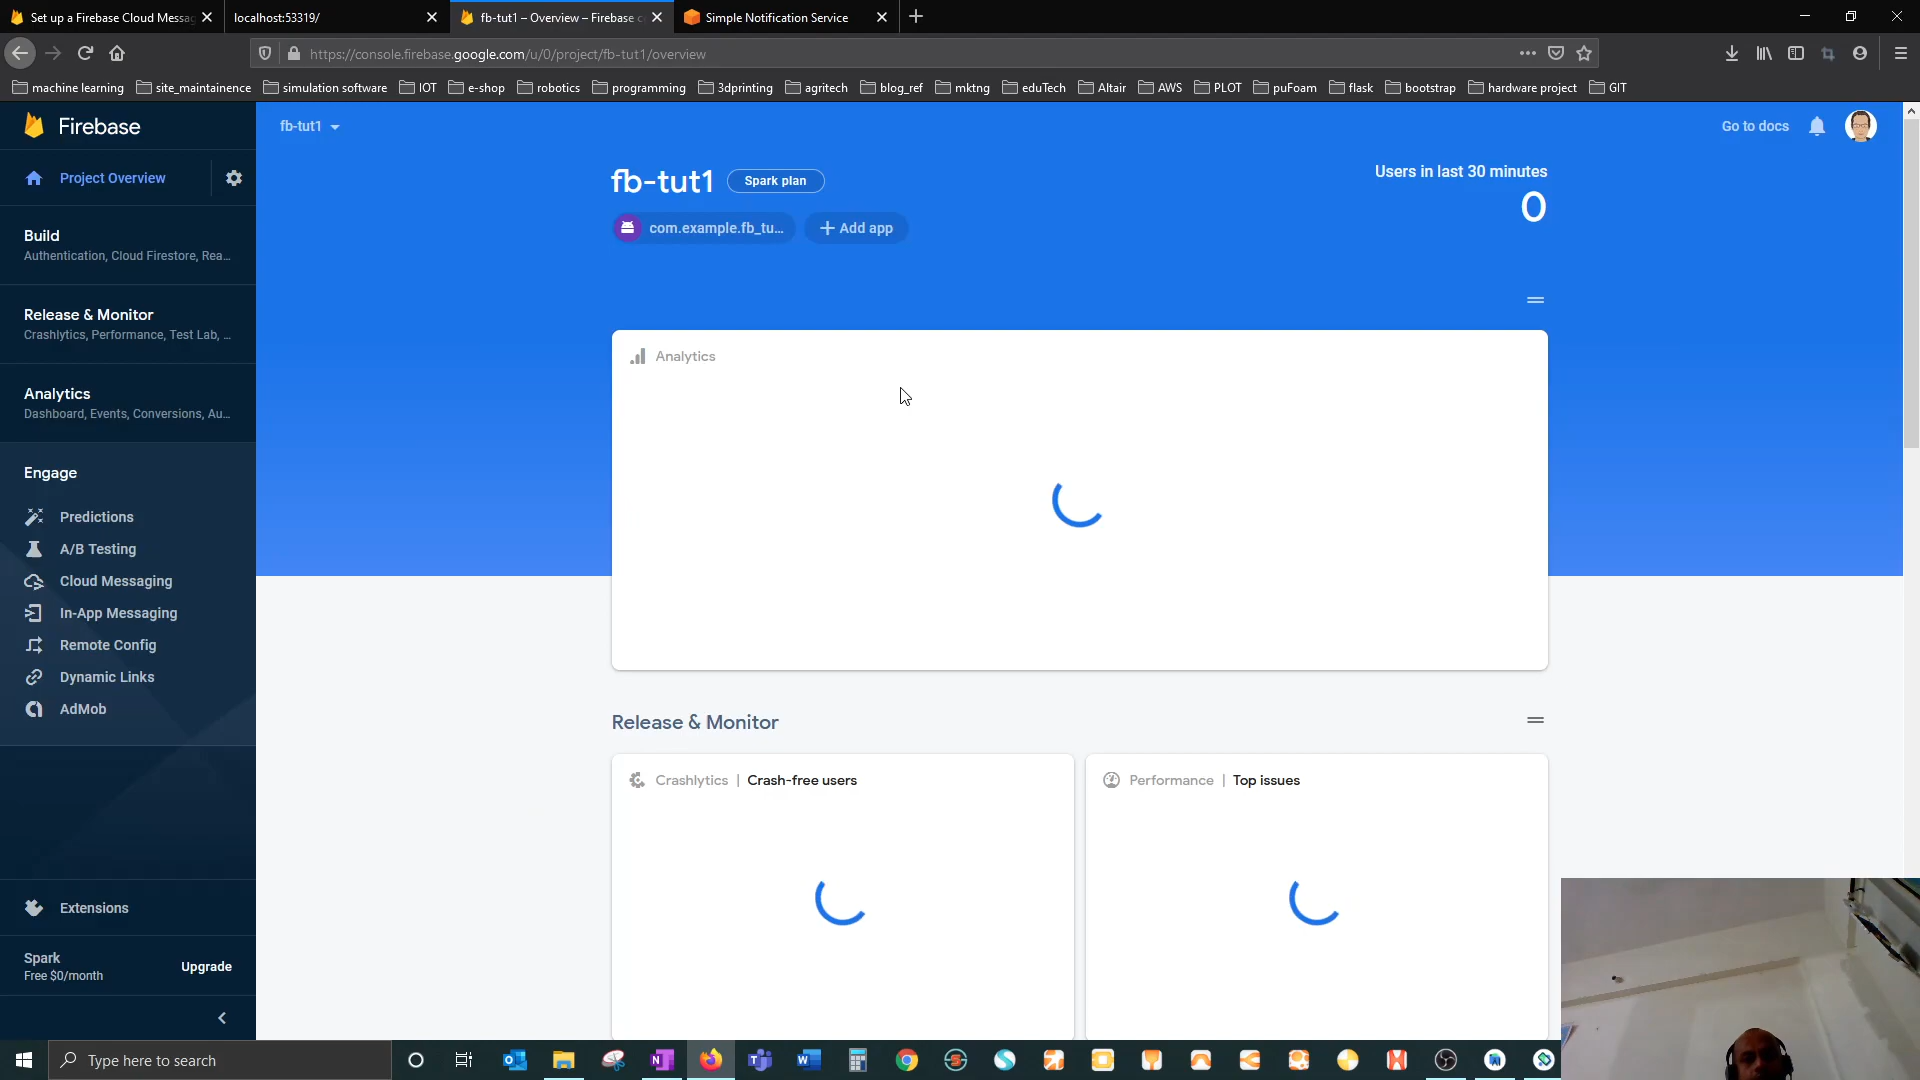 Set up a Firebase Cloud Messag
localhost:53319/
fb-tut1 – Overview – Firebase c
Simple Notification Service
https://console.firebase.google.com/u/0/project/fb-tut1/overview
machine learning
site_maintainence
simulation software
IOT
e-shop
robotics
programming
3dprinting
agritech
blog_ref
mktng
eduTech
Altair
AWS
PLOT
puFoam
flask
bootstrap
hardware project
GIT
Firebase
fb-tut1
Go to docs
Project Overview
fb-tut1
Spark plan
Users in last 30 minutes
0
com.example.fb_tu...
+ Add app
Build
Authentication, Cloud Firestore, Rea...
Release & Monitor
Crashlytics, Performance, Test Lab, ...
Analytics
Dashboard, Events, Conversions, Au...
Engage
Predictions
A/B Testing
Cloud Messaging
In-App Messaging
Remote Config
Dynamic Links
AdMob
Extensions
Spark
Free $0/month
Upgrade
Analytics
Release & Monitor
Crashlytics | Crash-free users
Performance | Top issues
Type here to search